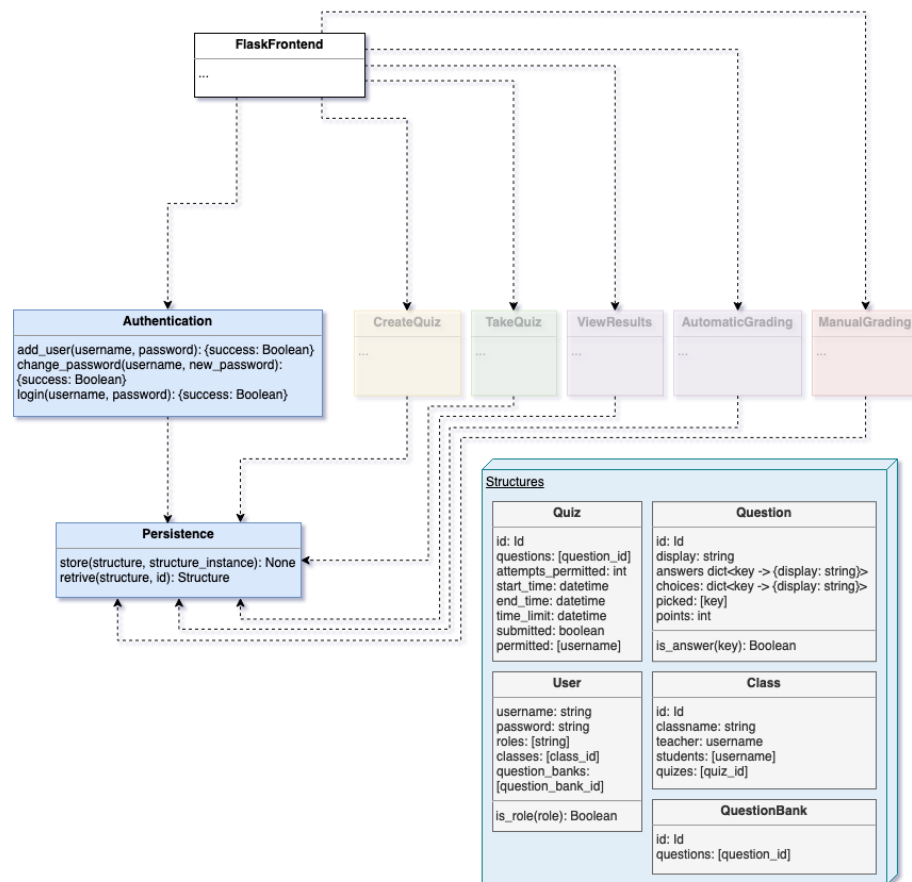 FlaskFrontend
...
Authentication
add_user(username, password): {success: Boolean}
change_password(username, new_password):
{success: Boolean}
login(username, password): {success: Boolean}
CreateQuiz
...
TakeQuiz
...
ViewResults
...
AutomaticGrading
...
ManualGrading
...
Persistence
store(structure, structure_instance): None
retrive(structure, id): Structure
Structures
Quiz
id: Id
questions: [question_id]
attempts_permitted: int
start_time: datetime
end_time: datetime
time_limit: datetime
submitted: boolean
permitted: [username]
Question
id: Id
display: string
answers dict<key -> {display: string}>
choices: dict<key -> {display: string}>
picked: [key]
points: int
is_answer(key): Boolean
User
username: string
password: string
roles: [string]
classes: [class_id]
question_banks:
[question_bank_id]
is_role(role): Boolean
Class
id: Id
classname: string
teacher: username
students: [username]
quizes: [quiz_id]
QuestionBank
id: Id
questions: [question_id]